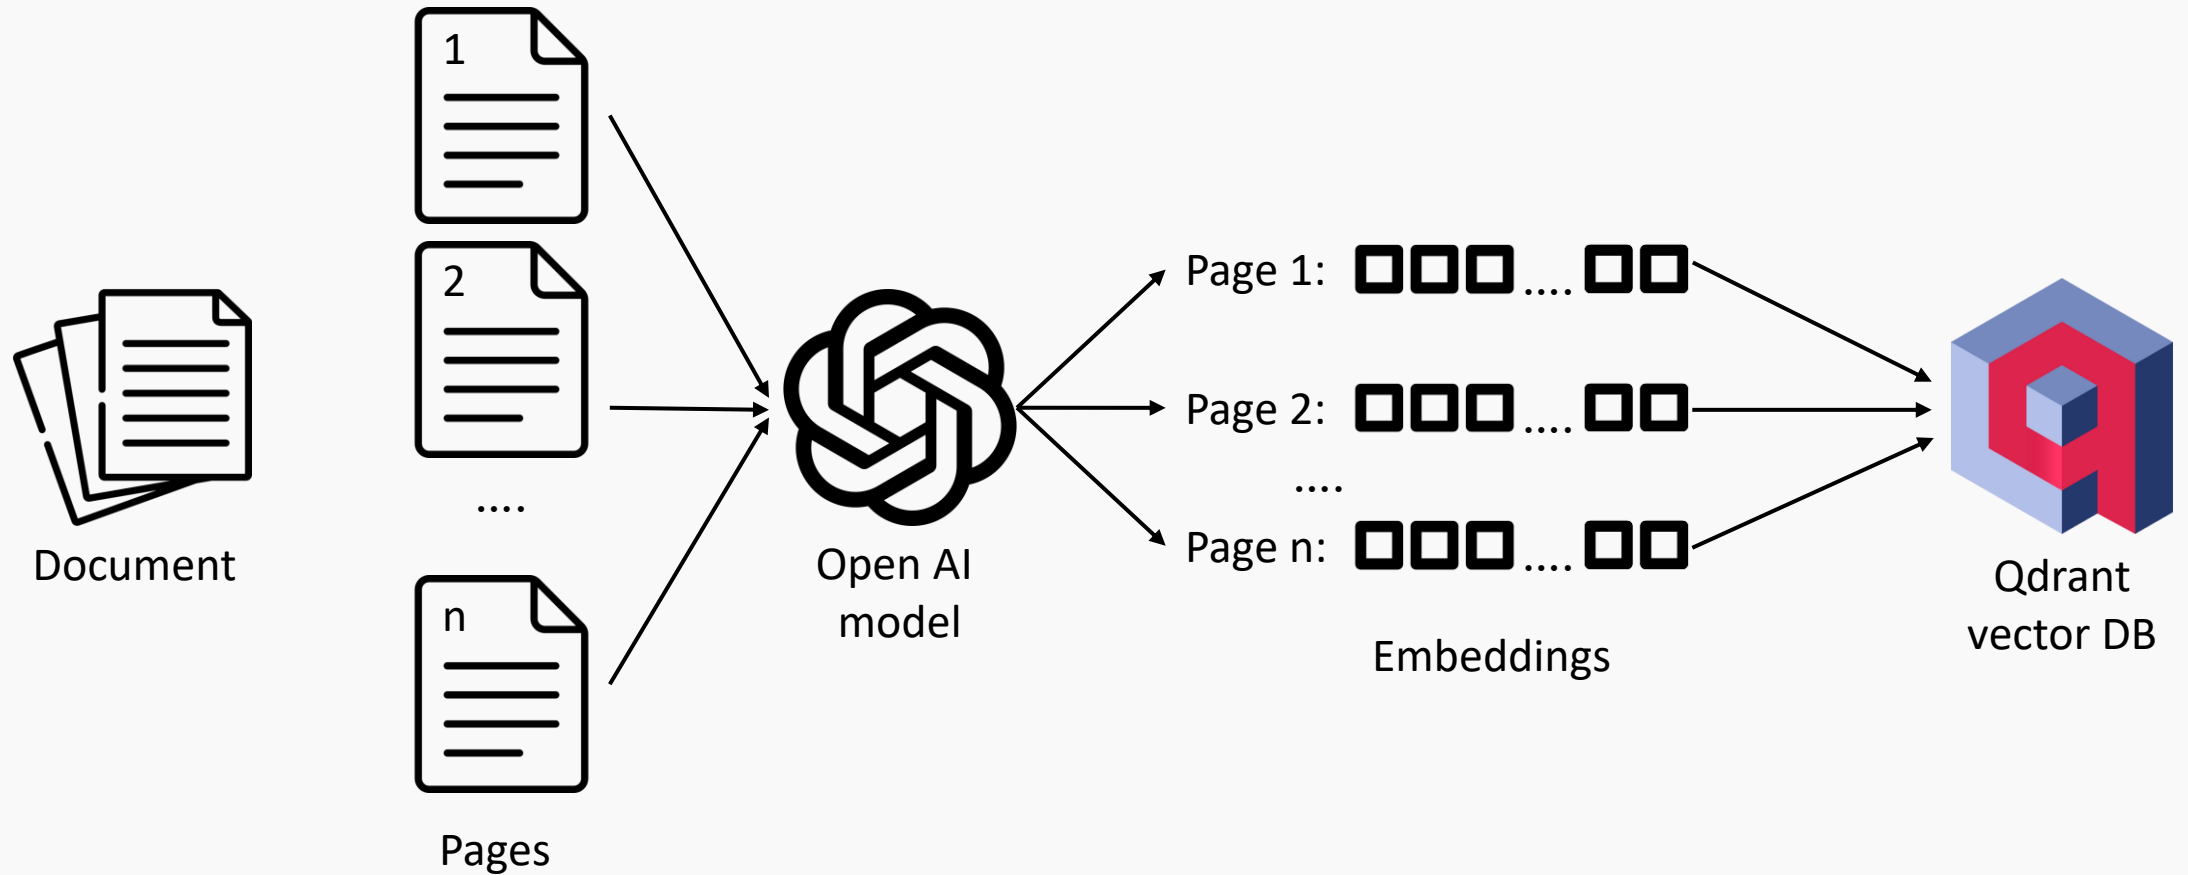 1
2
....
n
Document
Pages
Open AI
model
Page 1:
....
Page 2:
....
....
Page n:
....
Embeddings
Qdrant
vector DB